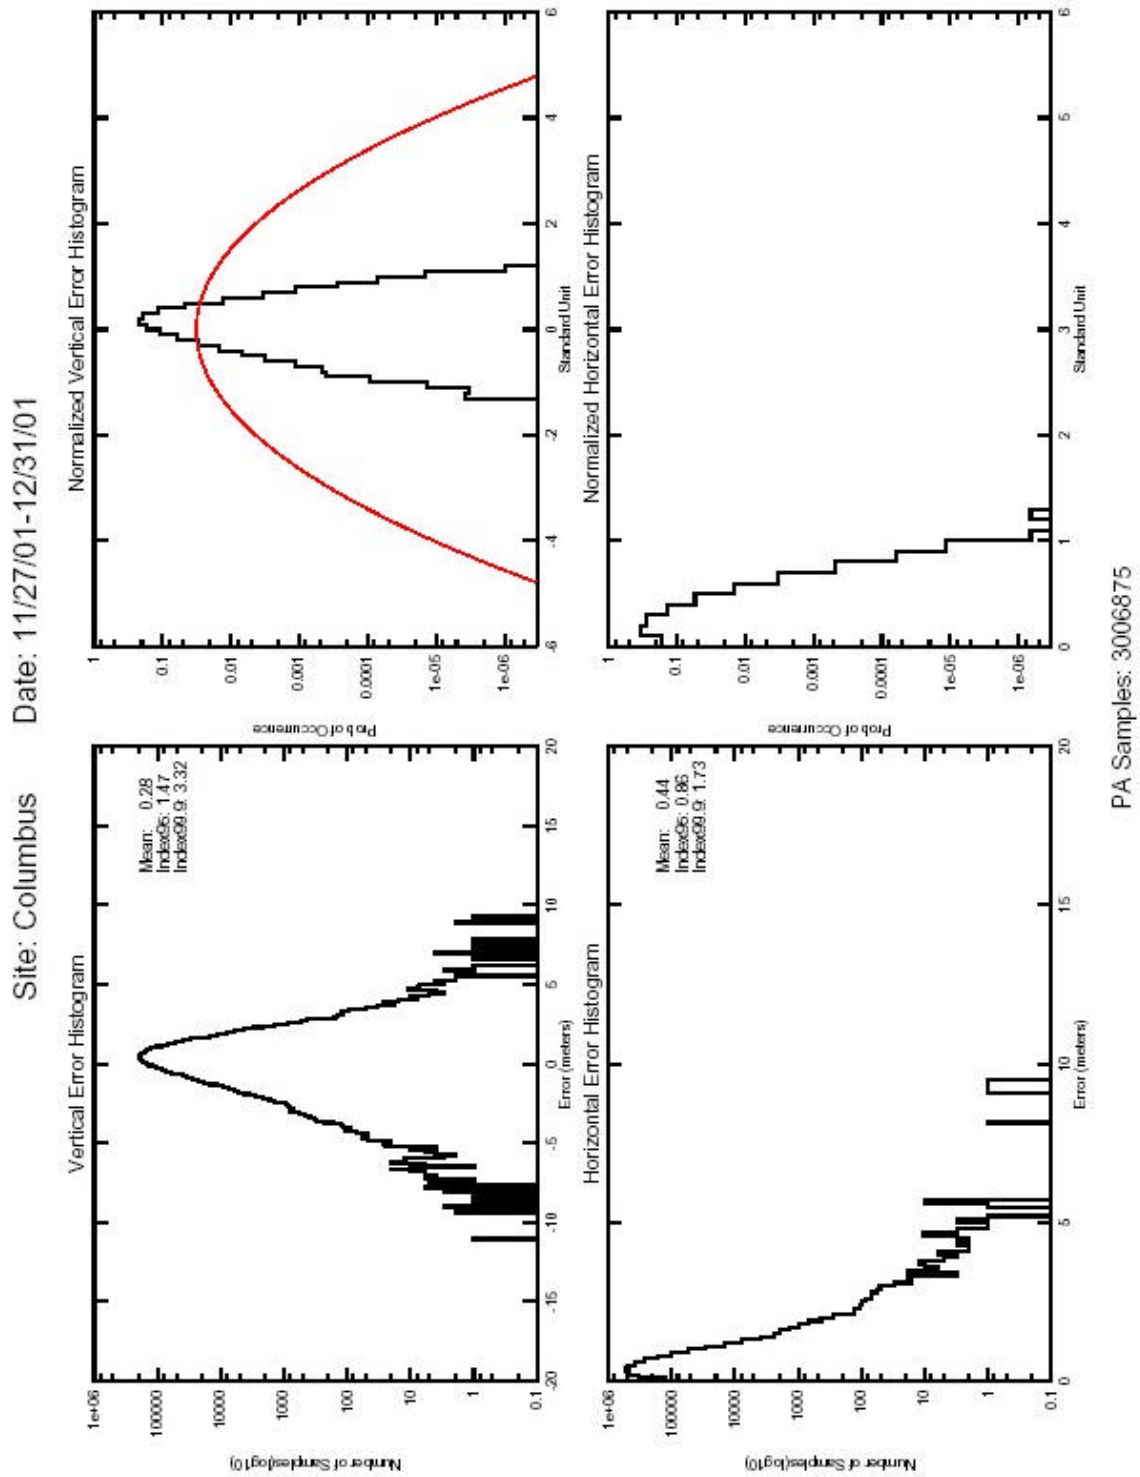 Site: Columbus Date: 11/27/01-12/31/01
Vertical Error Histogram
Number of Samples(log10)
1e+06
100000
10000
1000
100
10
1
0.1
Mean: 0.28
Index95: 1.47
Index99.9: 3.32
-20
-15
-10
-5
0
5
10
15
20
Error (meters)
Normalized Vertical Error Histogram
Prob of Occurrence
1
0.1
0.01
0.001
0.0001
1e-05
1e-06
-6
-4
-2
0
2
4
6
Standard Unit
Horizontal Error Histogram
Number of Samples(log10)
1e+06
100000
10000
1000
100
10
1
0.1
Mean: 0.44
Index95: 0.86
Index99.9: 1.73
0
5
10
15
20
Error (meters)
Normalized Horizontal Error Histogram
Prob of Occurrence
1
0.1
0.01
0.001
0.0001
1e-05
1e-06
0
1
2
3
4
5
6
Standard Unit
PA Samples: 3006875